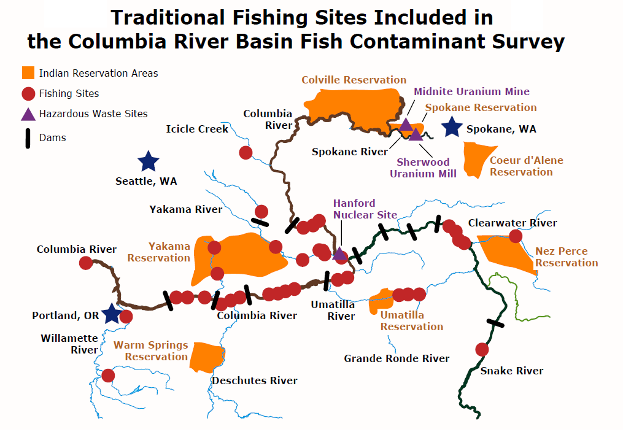 Traditional Fishing Sites Included in
the Columbia River Basin Fish Contaminant Survey
Indian Reservation Areas
Fishing Sites
Hazardous Waste Sites
Dams
Colville Reservation
Midnite Uranium Mine
Spokane Reservation
Columbia
River
Icicle Creek
Spokane, WA
Spokane River
Sherwood
Uranium Mill
Coeur d'Alene
Reservation
Seattle, WA
Hanford
Nuclear Site
Yakama River
Clearwater River
Columbia River
Yakama
Reservation
Nez Perce
Reservation
Portland, OR
Columbia River
Umatilla
River
Umatilla
Reservation
Willamette
River
Warm Springs
Reservation
Grande Ronde River
Snake River
Deschutes River